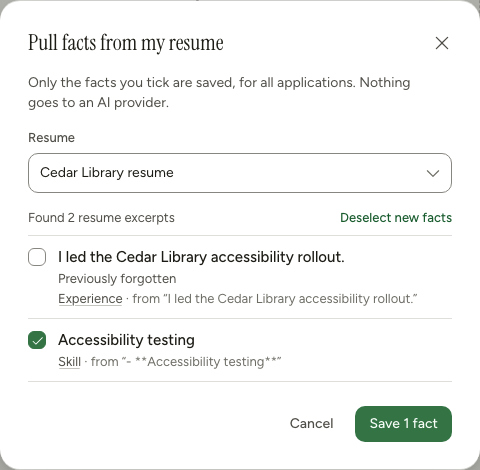 Pull facts from my resume
Only the facts you tick are saved, for all applications. Nothing
goes to an AI provider.
Resume
Cedar Library resume
Found 2 resume excerpts
Deselect new facts
I led the Cedar Library accessibility rollout.
Previously forgotten
Experience · from “I led the Cedar Library accessibility rollout.”
Accessibility testing
Skill · from “- **Accessibility testing**”
Cancel
Save 1 fact